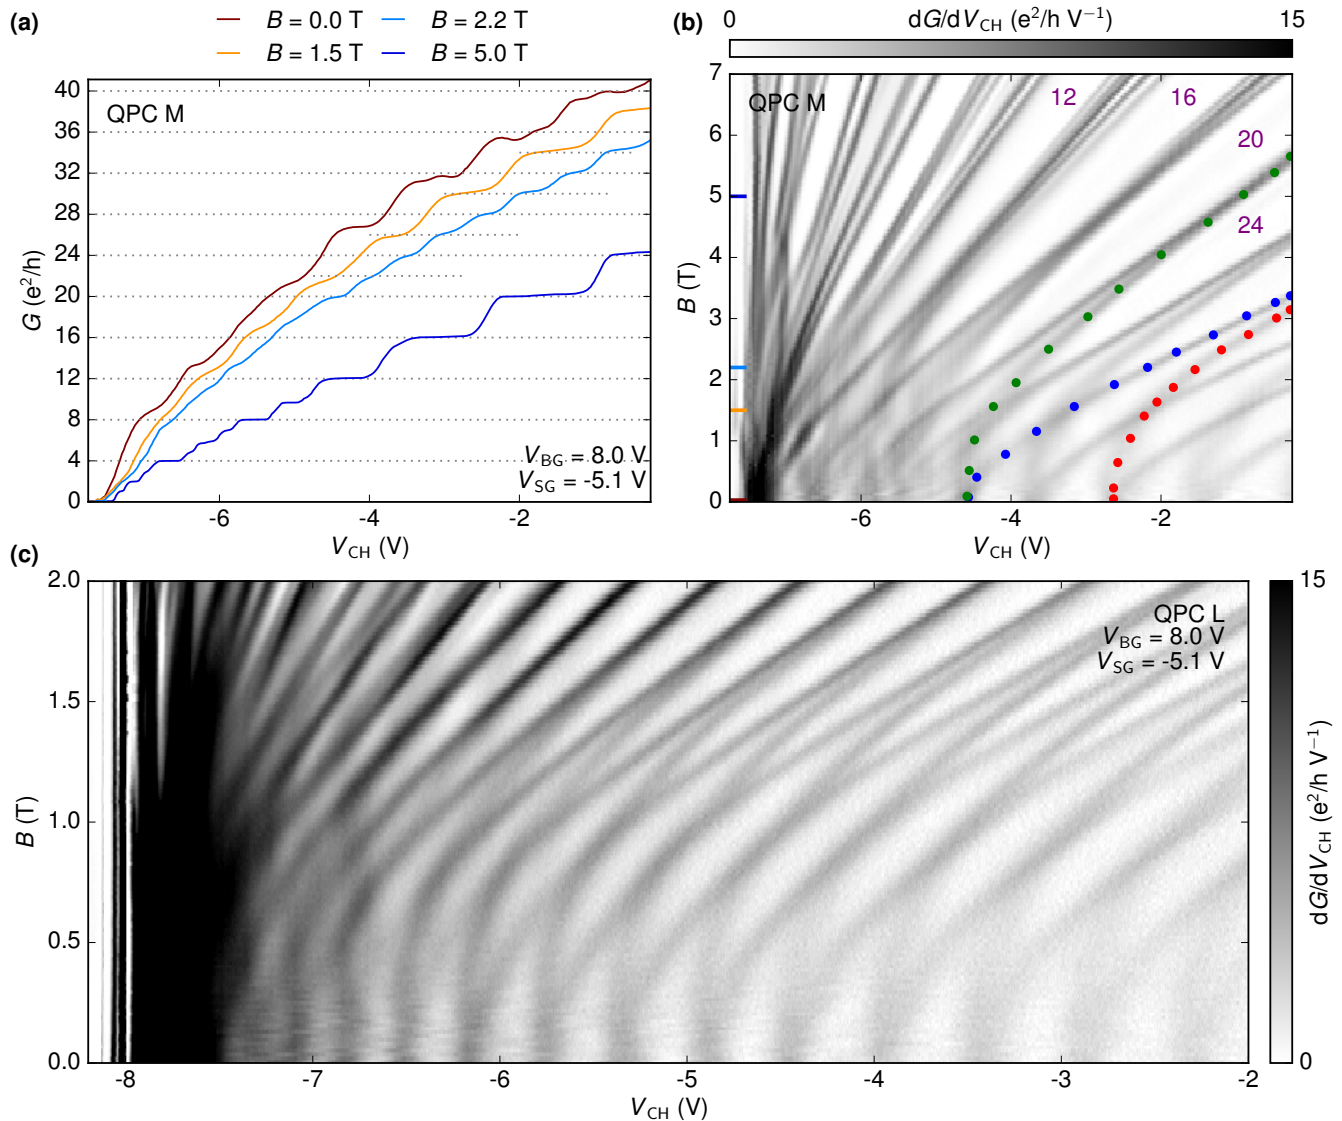 (a)
B = 0.0 T
B = 2.2 T
B = 1.5 T
B = 5.0 T
QPC M
40
36
32
28
24
20
16
12
8
4
0
G (e²/h)
V_BG = 8.0 V
V_SG = -5.1 V
-6
-4
-2
V_CH (V)
(b)
0
dG/dV_CH (e²/h V⁻¹)
15
QPC M
12
16
20
24
7
6
5
4
3
2
1
0
B (T)
-6
-4
-2
V_CH (V)
(c)
2.0
1.5
1.0
0.5
0.0
B (T)
QPC L
V_BG = 8.0 V
V_SG = -5.1 V
-8
-7
-6
-5
-4
-3
-2
V_CH (V)
15
0
dG/dV_CH (e²/h V⁻¹)